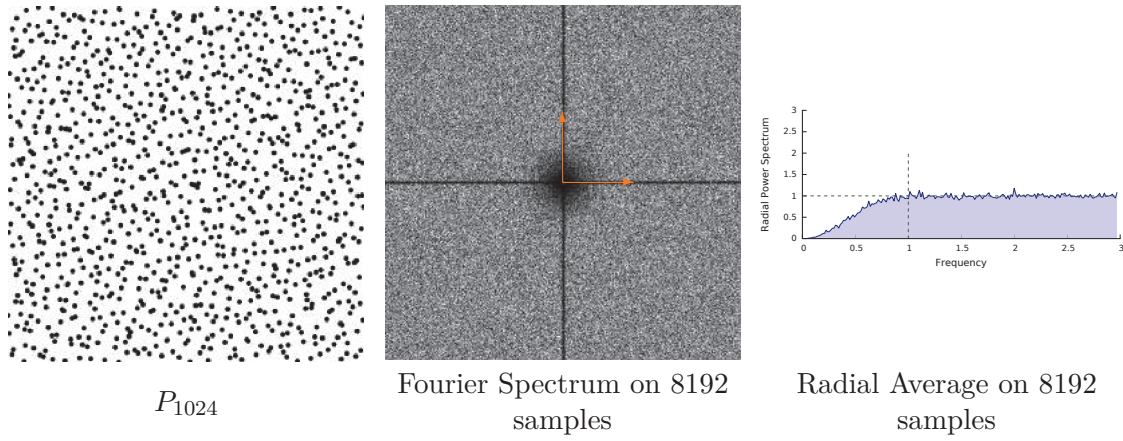 3
2.5
2
1.5
1
0.5
0
Radial Power Spectrum
0 0.5 1 1.5 2 2.5 3
Frequency
P1024
Fourier Spectrum on 8192
samples
Radial Average on 8192
samples